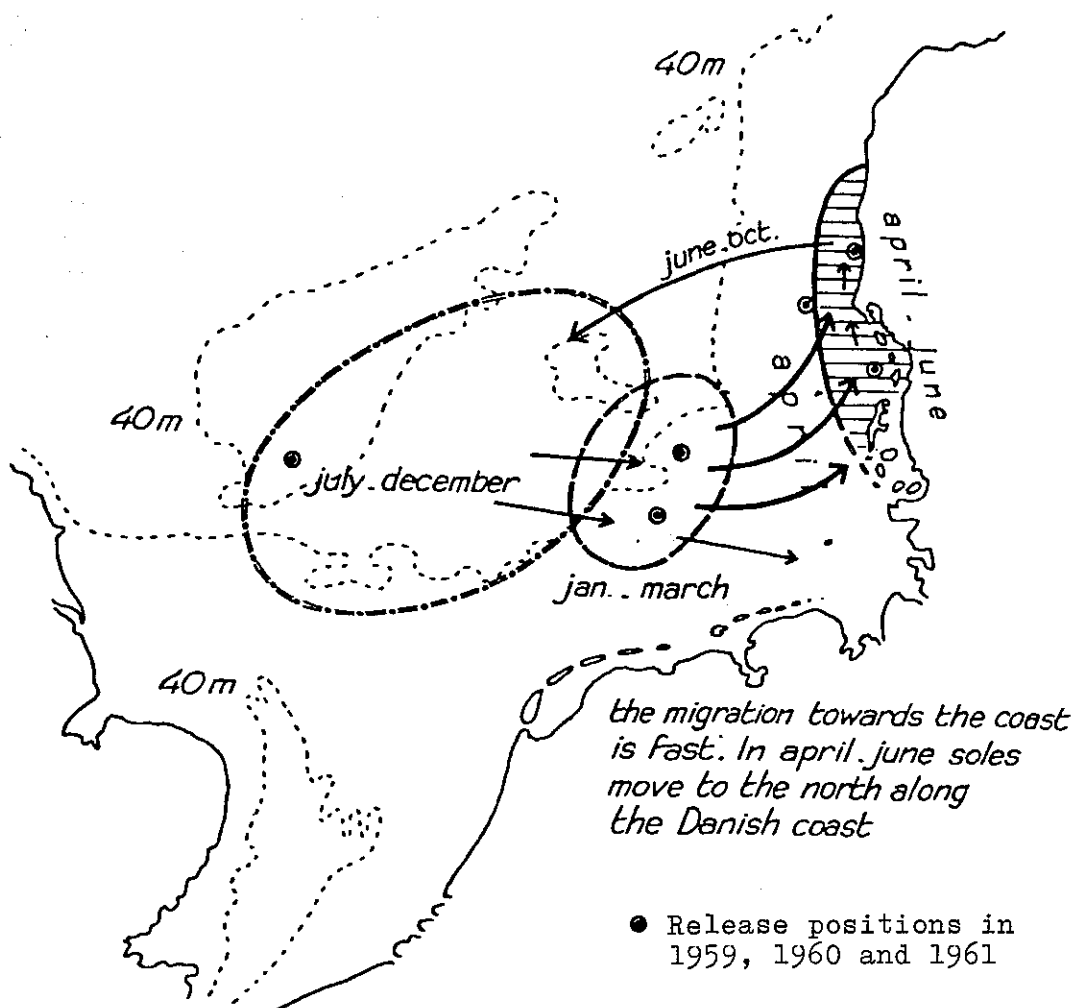 40m
june.oct.
april.june
april
40m
july.december
jan..march
40m
the migration towards the coast
is fast. In april.june soles
move to the north along
the Danish coast
Release positions in
1959, 1960 and 1961